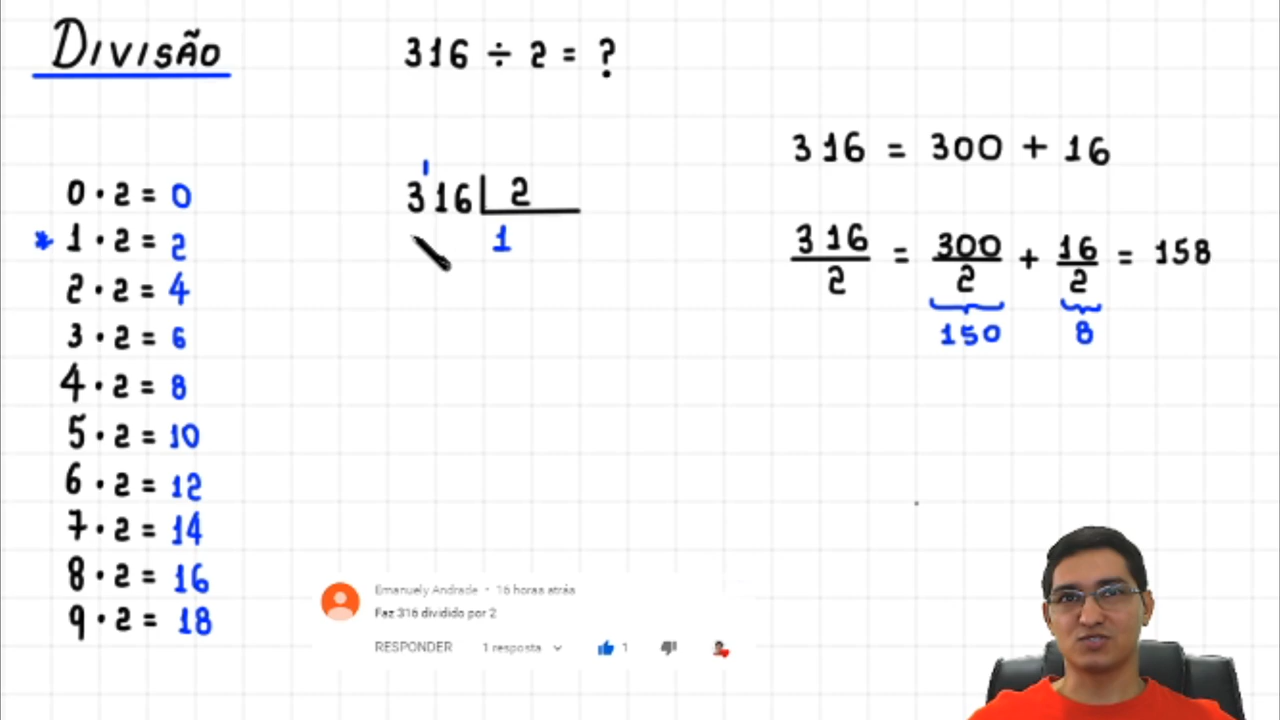 DIVISÃO
316 ÷ 2 = ?
0 · 2 = 0
* 1 · 2 = 2
2 · 2 = 4
3 · 2 = 6
4 · 2 = 8
5 · 2 = 10
6 · 2 = 12
7 · 2 = 14
8 · 2 = 16
9 · 2 = 18
316 2
1
316 = 300 + 16
316/2 = 300/2 + 16/2 = 158
150 8
Emanuely Andrade · 16 horas atrás
Faz 316 dividido por 2
RESPONDER 1 resposta 1